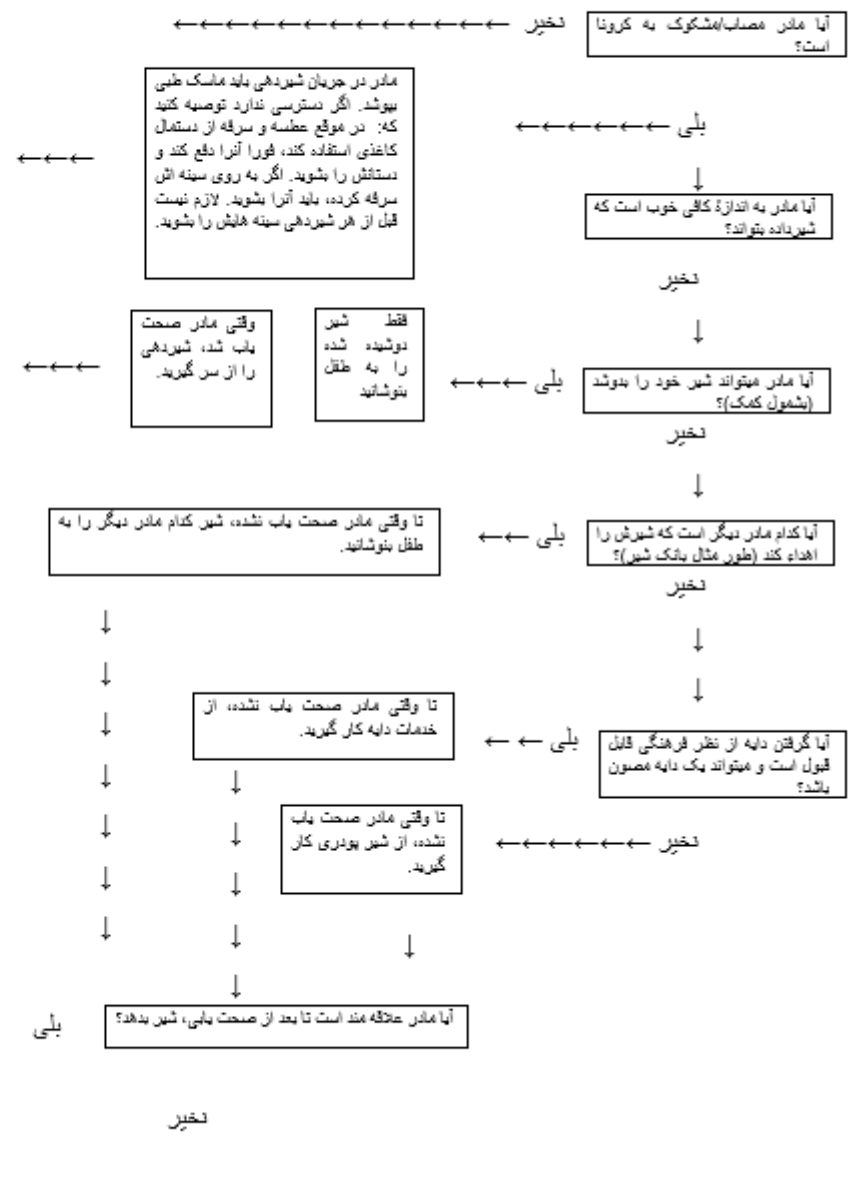 آیا مادر مصاب/مشکوک به کرونا
است؟
نخیر ← ← ← ← ← ← ← ← ← ← ← ← ←
مادر در جریان شیردهی باید ماسک طبی
بپوشد. اگر دسترسی ندارد توصیه کنید
که: در موقع عطسه و سرفه از دستمال
کاغذی استفاده کند، فورا آنرا دفع کند و
دستانش را بشوید. اگر به روی سینه اش
سرفه کرده، باید آنرا بشوید. لازم نیست
قبل از هر شیردهی سینه هایش را بشوید.
بلی ← ← ← ← ← ←
← ← ←
↓
آیا مادر به اندازۀ کافی خوب است که
شیرداده بتواند؟
نخیر
↓
آیا مادر میتواند شیر خود را بدوشد
(بشمول کمک)؟
بلی ← ← ← ←
فقط شیر
دوشیده شده
را به طفل
بنوشانید
وقتی مادر صحت
یاب شد، شیردهی
را از سر گیرید.
← ← ←
نخیر
↓
آیا کدام مادر دیگر است که شیرش را
اهداء کند (طور مثال بانک شیر)؟
بلی ← ←
تا وقتی مادر صحت یاب نشده، شیر کدام مادر دیگر را به
طفل بنوشانید.
نخیر
↓
↓
آیا گرفتن دایه از نظر فرهنگی قابل
قبول است و میتواند یک دایه مصون
باشد؟
بلی ← ←
تا وقتی مادر صحت یاب نشده، از
خدمات دایه کار گیرید.
نخیر ← ← ← ← ← ←
تا وقتی مادر صحت یاب
نشده، از شیر پودری کار
گیرید.
↓
↓
↓
↓
↓
↓
↓
↓
↓
↓
↓
↓
↓
آیا مادر علاقه مند است تا بعد از صحت یابی، شیر بدهد؟
بلی
نخیر